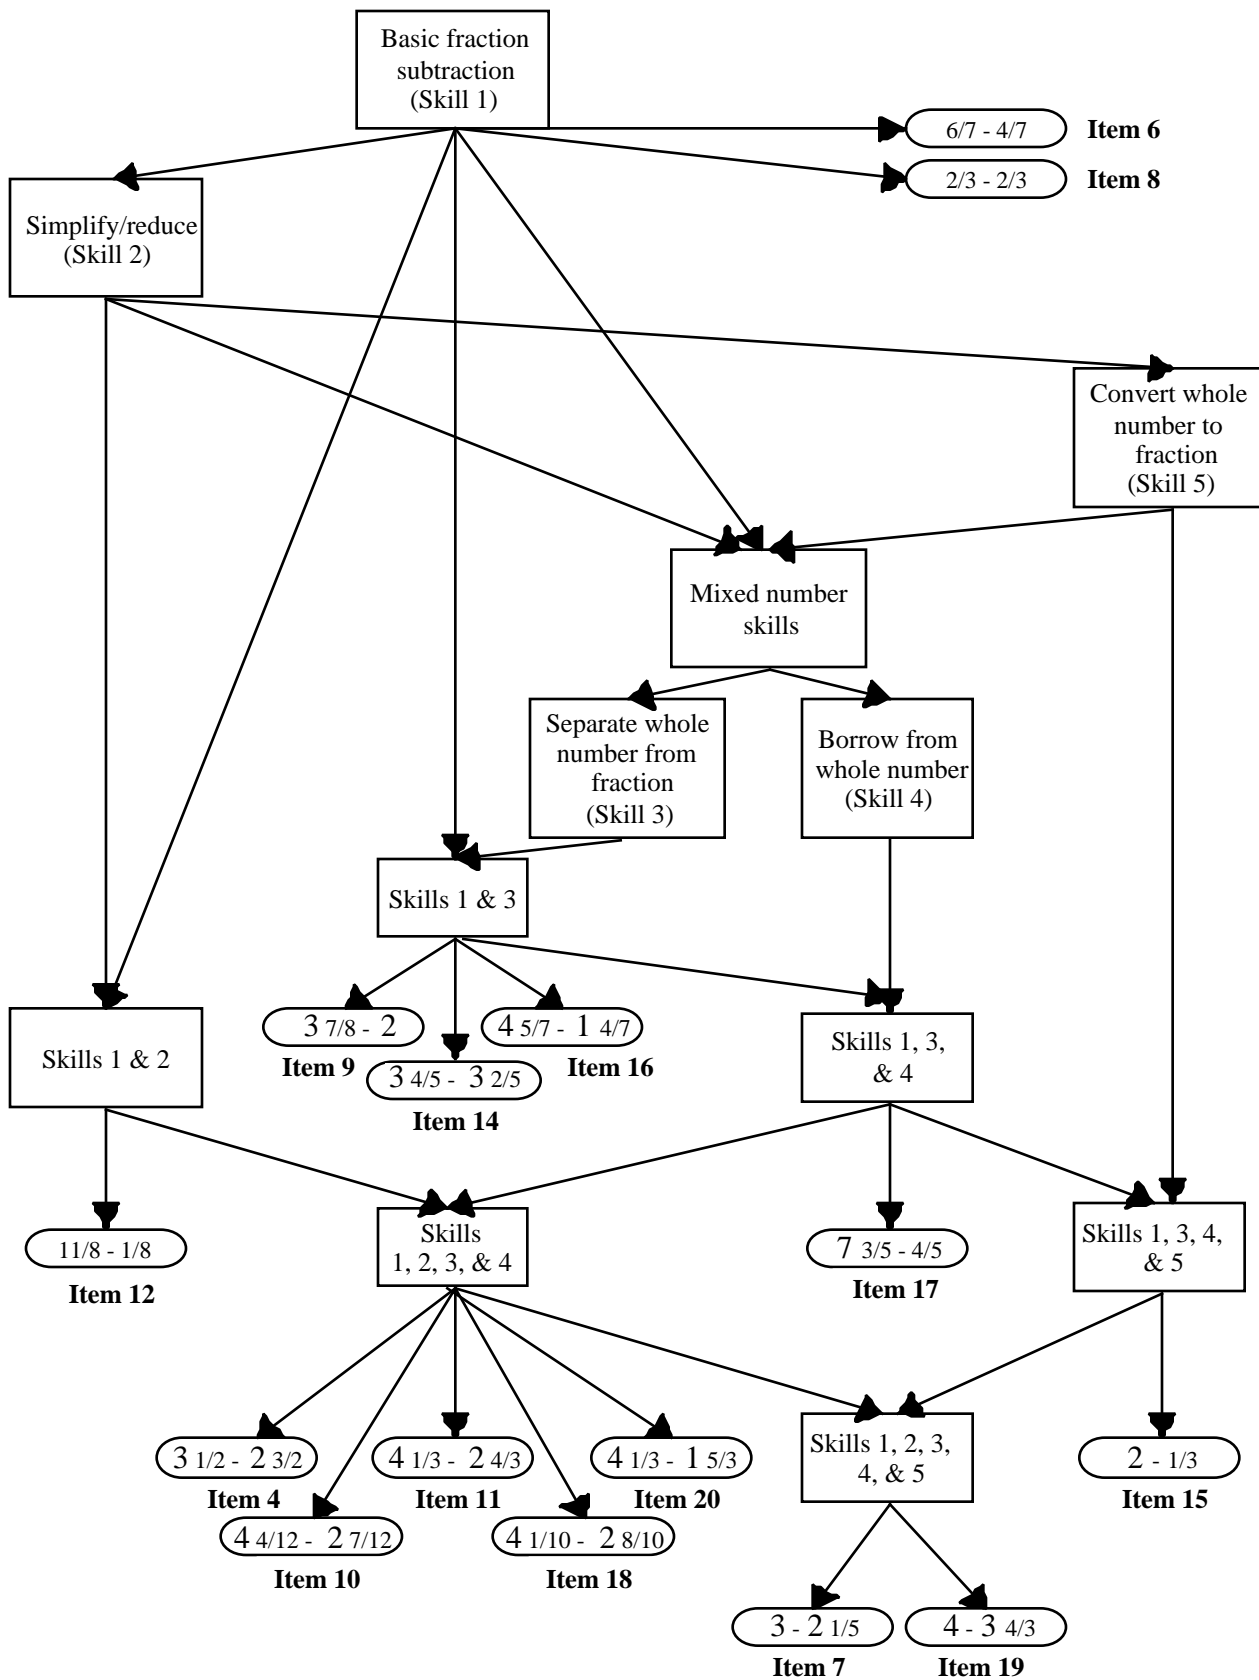 Basic fraction
subtraction
(Skill 1)
6/7 - 4/7
Item 6
2/3 - 2/3
Item 8
Simplify/reduce
(Skill 2)
Convert whole
number to
fraction
(Skill 5)
Mixed number
skills
Separate whole
number from
fraction
(Skill 3)
Borrow from
whole number
(Skill 4)
Skills 1 & 3
3 7/8 - 2
Item 9
4 5/7 - 1 4/7
Item 16
3 4/5 - 3 2/5
Item 14
Skills 1 & 2
Skills 1, 3,
& 4
11/8 - 1/8
Item 12
Skills
1, 2, 3, & 4
7 3/5 - 4/5
Item 17
Skills 1, 3, 4,
& 5
3 1/2 - 2 3/2
Item 4
4 1/3 - 2 4/3
Item 11
4 1/3 - 1 5/3
Item 20
4 4/12 - 2 7/12
Item 10
4 1/10 - 2 8/10
Item 18
Skills 1, 2, 3,
4, & 5
2 - 1/3
Item 15
3 - 2 1/5
Item 7
4 - 3 4/3
Item 19